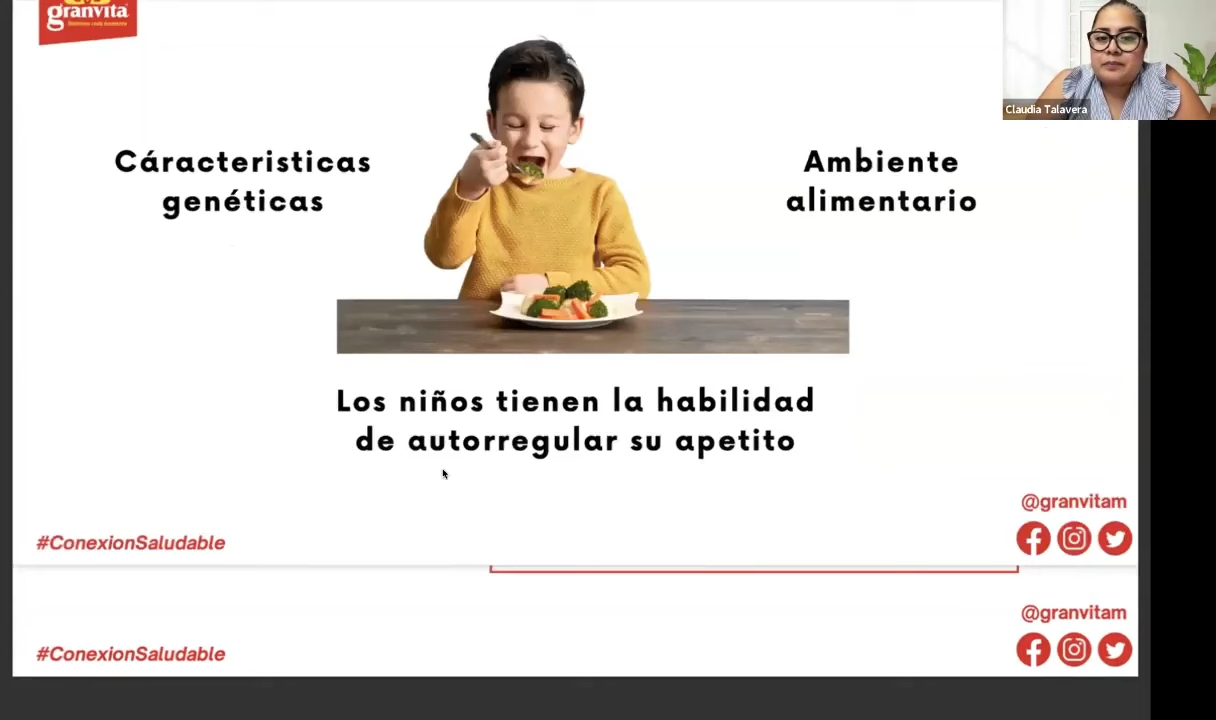 granvita
Claudia Talavera
Cáracteristicas
genéticas
Ambiente
alimentario
Los niños tienen la habilidad
de autorregular su apetito
@granvitam
#ConexionSaludable
@granvitam
#ConexionSaludable